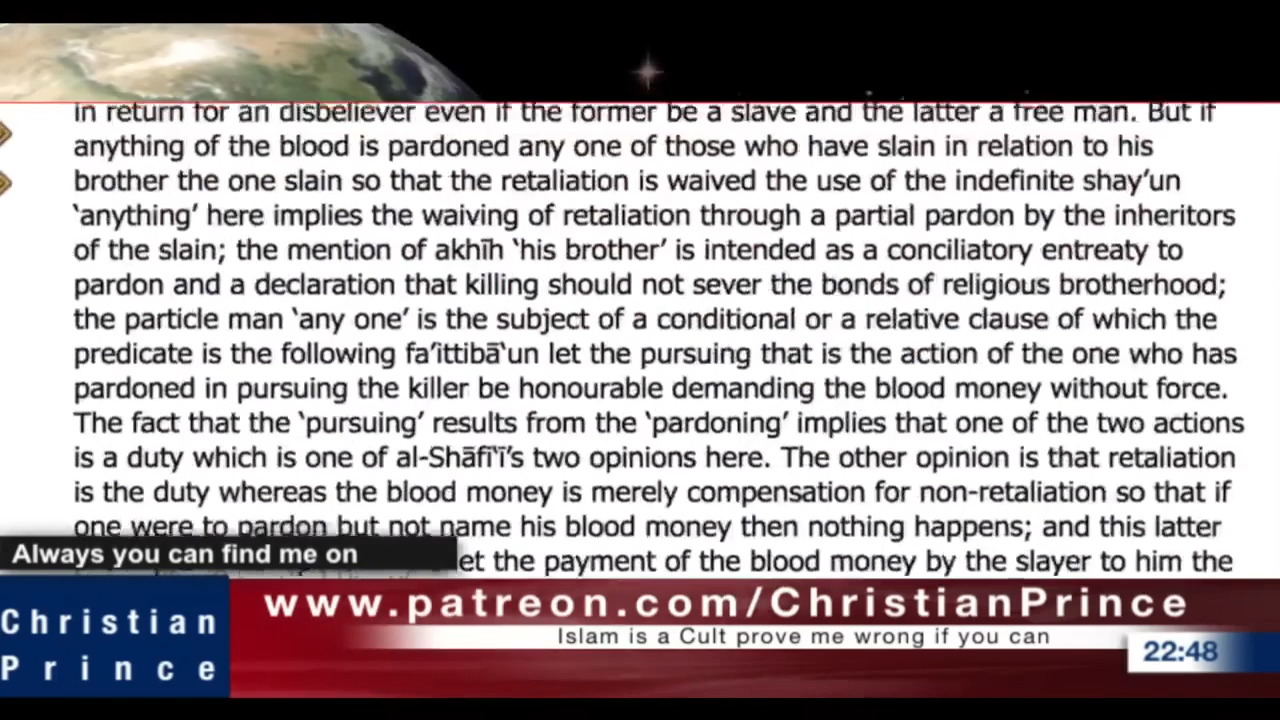 in return for an disbeliever even if the former be a slave and the latter a free man. But if
anything of the blood is pardoned any one of those who have slain in relation to his
brother the one slain so that the retaliation is waived the use of the indefinite shay’un
‘anything’ here implies the waiving of retaliation through a partial pardon by the inheritors
of the slain; the mention of akhīh ‘his brother’ is intended as a conciliatory entreaty to
pardon and a declaration that killing should not sever the bonds of religious brotherhood;
the particle man ‘any one’ is the subject of a conditional or a relative clause of which the
predicate is the following fa’ittibā‘un let the pursuing that is the action of the one who has
pardoned in pursuing the killer be honourable demanding the blood money without force.
The fact that the ‘pursuing’ results from the ‘pardoning’ implies that one of the two actions
is a duty which is one of al-Shāfi‘ī’s two opinions here. The other opinion is that retaliation
is the duty whereas the blood money is merely compensation for non-retaliation so that if
one were to pardon but not name his blood money then nothing happens; and this latter
let the payment of the blood money by the slayer to him the
Always you can find me on
Christian
Prince
www.patreon.com/ChristianPrince
Islam is a Cult prove me wrong if you can
22:48